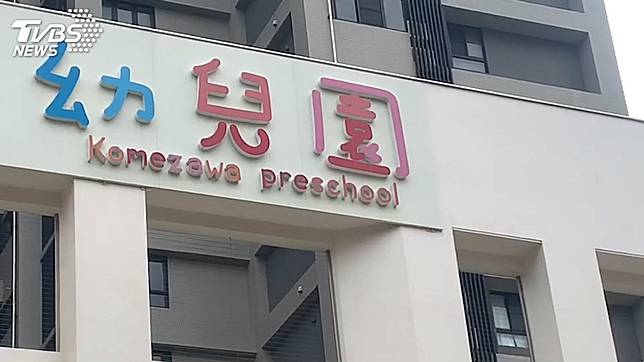 TVBS
NEWS
幼兒園
Komezawa preschool